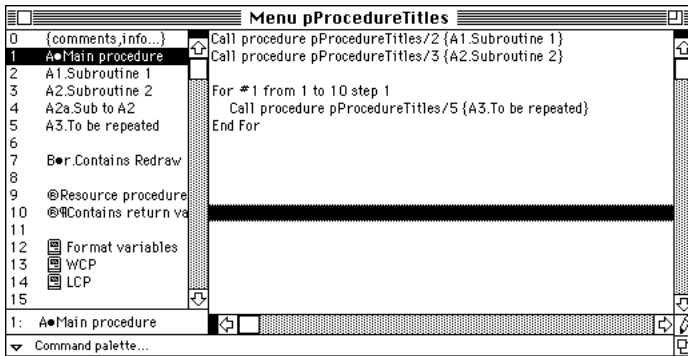 Menu pProcedureTitles
0 {comments,info...}
1 A●Main procedure
2 A1.Subroutine 1
3 A2.Subroutine 2
4 A2a.Sub to A2
5 A3.To be repeated
6
7 B●r.Contains Redraw
8
9 ®Resource procedure
10 ®¶Contains return va
11
12 Format variables
13 WCP
14 LCP
15
Call procedure pProcedureTitles/2 {A1.Subroutine 1}
Call procedure pProcedureTitles/3 {A2.Subroutine 2}
For #1 from 1 to 10 step 1
Call procedure pProcedureTitles/5 {A3.To be repeated}
End For
1: A●Main procedure
Command palette...